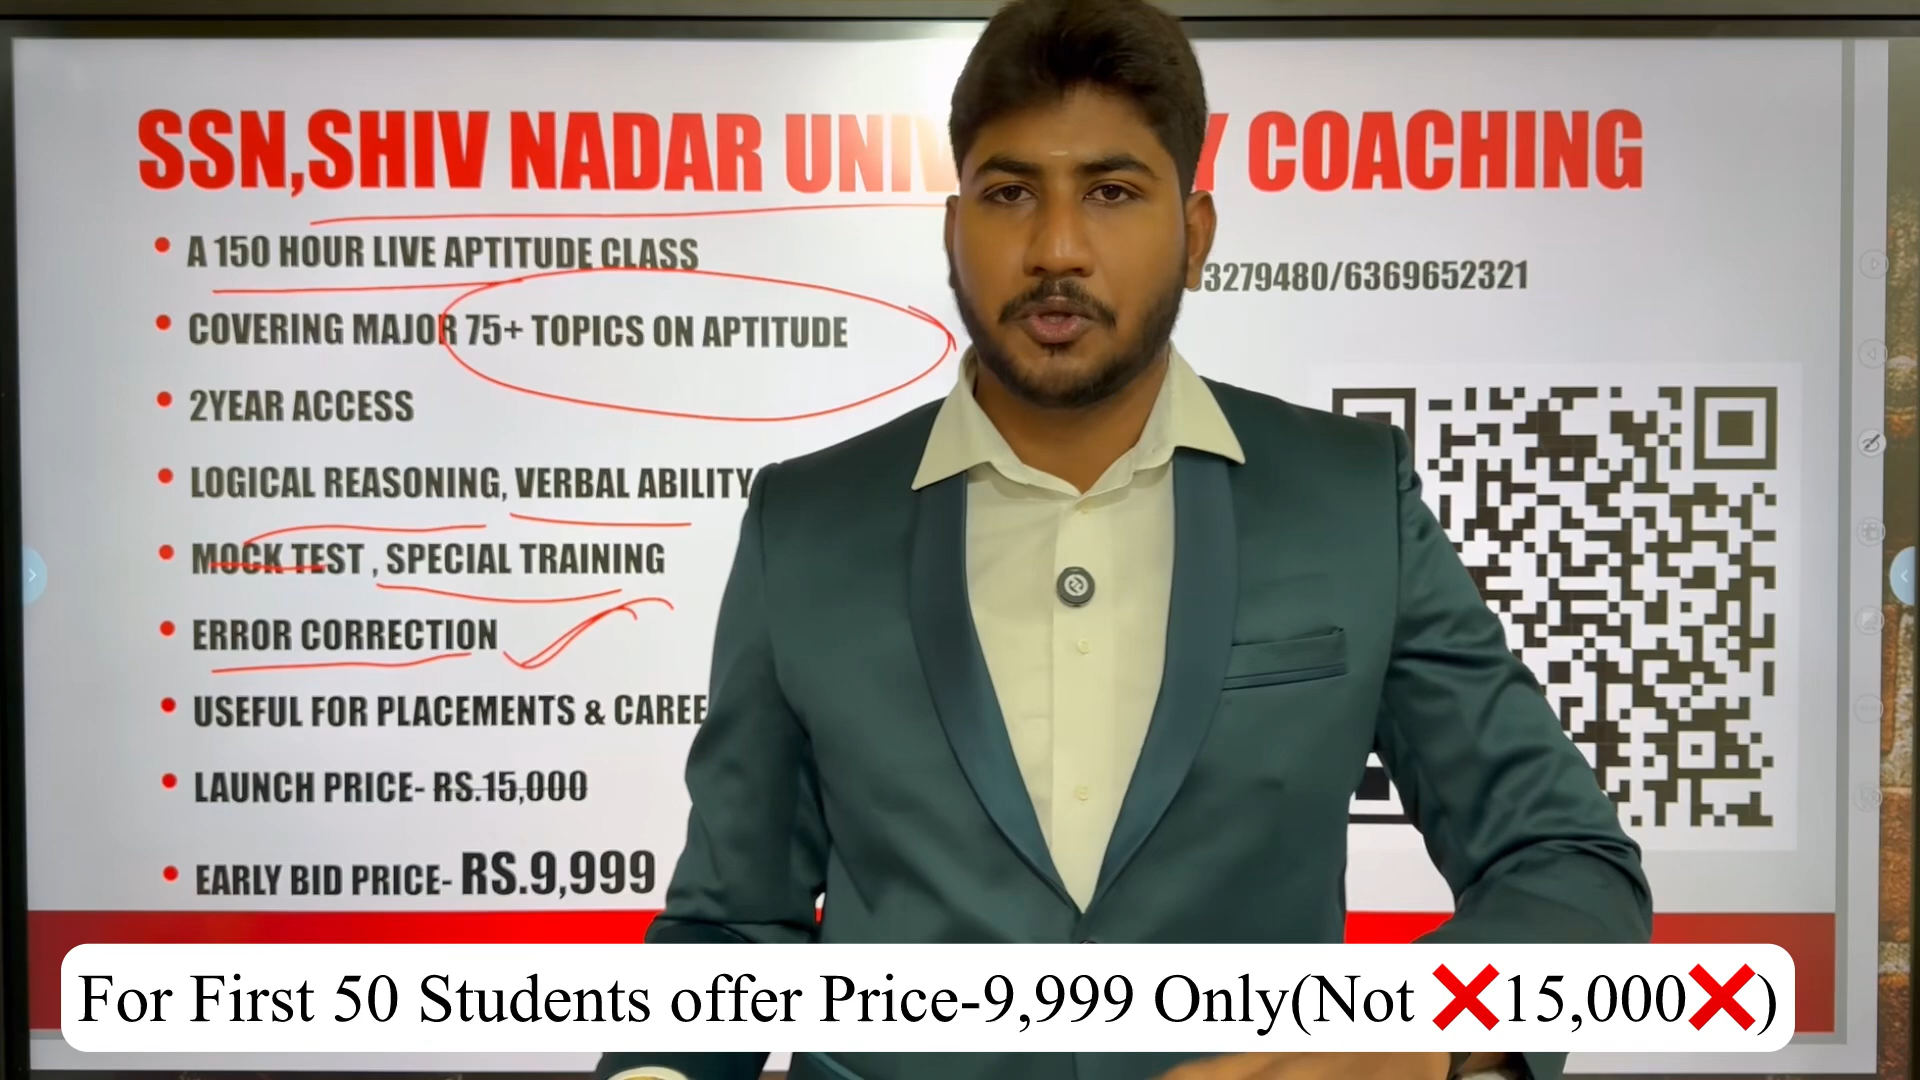 SSN,SHIV NADAR UNIV Y COACHING
• A 150 HOUR LIVE APTITUDE CLASS
3279480/6369652321
• COVERING MAJOR 75+ TOPICS ON APTITUDE
• 2YEAR ACCESS
• LOGICAL REASONING, VERBAL ABILITY
• MOCK TEST , SPECIAL TRAINING
• ERROR CORRECTION
• USEFUL FOR PLACEMENTS & CAREE
• LAUNCH PRICE- RS.15,000
• EARLY BID PRICE- RS.9,999
For First 50 Students offer Price-9,999 Only(Not ❌15,000❌)